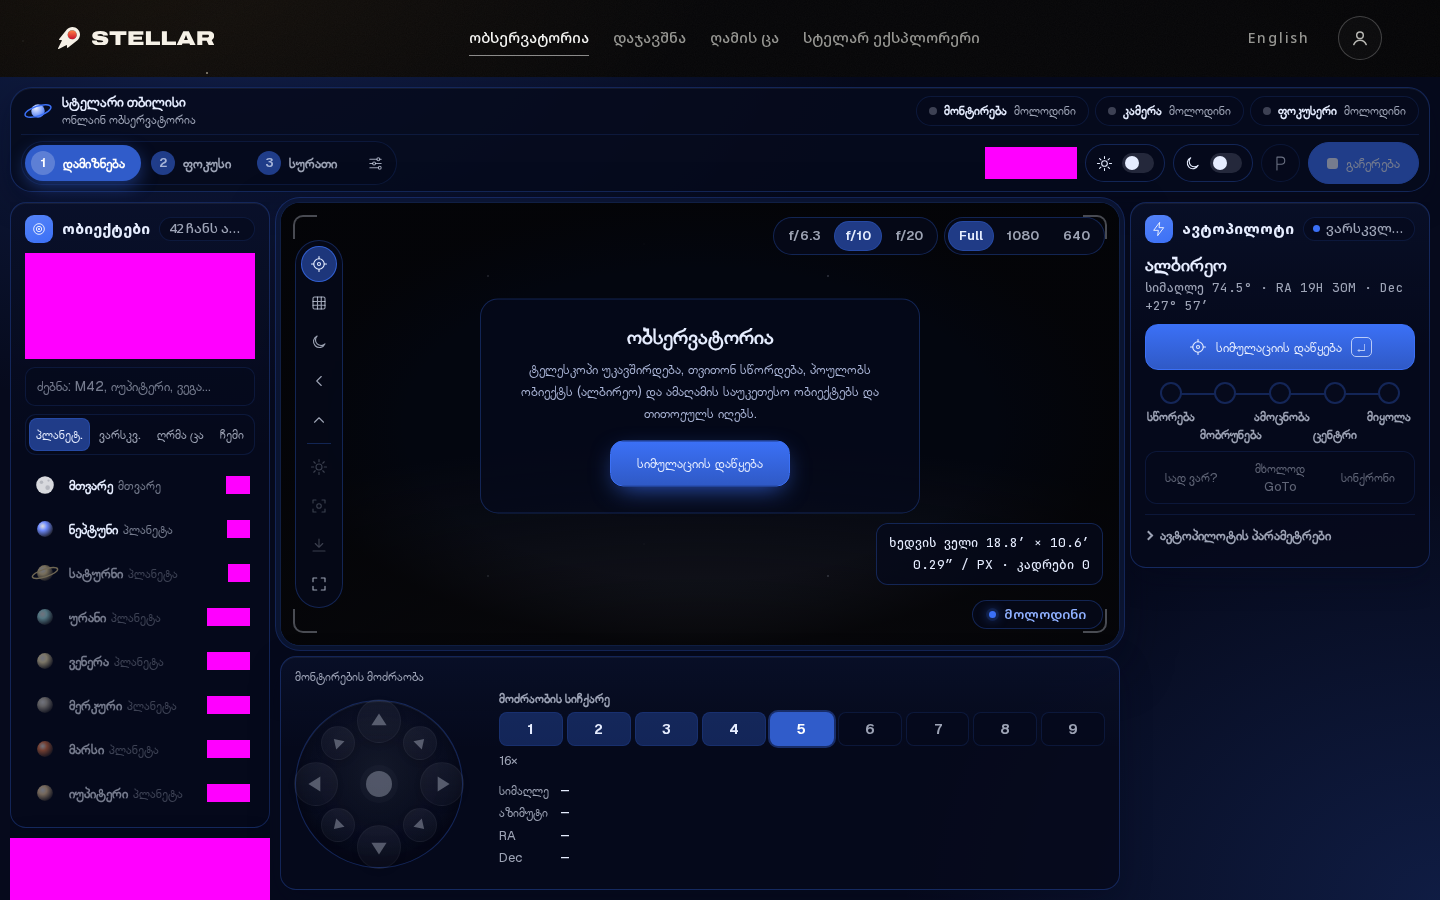 STELLAR
ობსერვატორია
დაჯავშნა
ღამის ცა
სტელარ ექსპლორერი
English
სტელარი თბილისი
ონლაინ ობსერვატორია
მონტირება მოლოდინი
კამერა მოლოდინი
ფოკუსერი მოლოდინი
1 დამიზნება
2 ფოკუსი
3 სურათი
P
გაჩერება
ობიექტები
42 ჩანს ა...
ძებნა: M42, იუპიტერი, ვეგა...
პლანეტ.
ვარსკვ.
ღრმა ცა
ჩემი
მთვარე მთვარე
ნეპტუნი პლანეტა
სატურნი პლანეტა
ურანი პლანეტა
ვენერა პლანეტა
მერკური პლანეტა
მარსი პლანეტა
იუპიტერი პლანეტა
f/6.3
f/10
f/20
Full
1080
640
ობსერვატორია
ტელესკოპი უკავშირდება, თვითონ სწორდება, პოულობს
ობიექტს (ალბირეო) და ამაღამის საუკეთესო ობიექტებს და
თითოეულს იღებს.
სიმულაციის დაწყება
ხედვის ველი 18.8′ × 10.6′
0.29″ / PX · კადრები 0
მოლოდინი
მონტირების მოძრაობა
მოძრაობის სიჩქარე
1 2 3 4 5 6 7 8 9
16×
სიმაღლე —
აზიმუტი —
RA —
Dec —
ავტოპილოტი
ვარსკვლ...
ალბირეო
სიმაღლე 74.5° · RA 19H 30M · Dec
+27° 57′
სიმულაციის დაწყება
სწორება
მობრუნება
ამოცნობა
ცენტრი
მიყოლა
სად ვარ?
მხოლოდ
GoTo
სინქრონი
ავტოპილოტის პარამეტრები